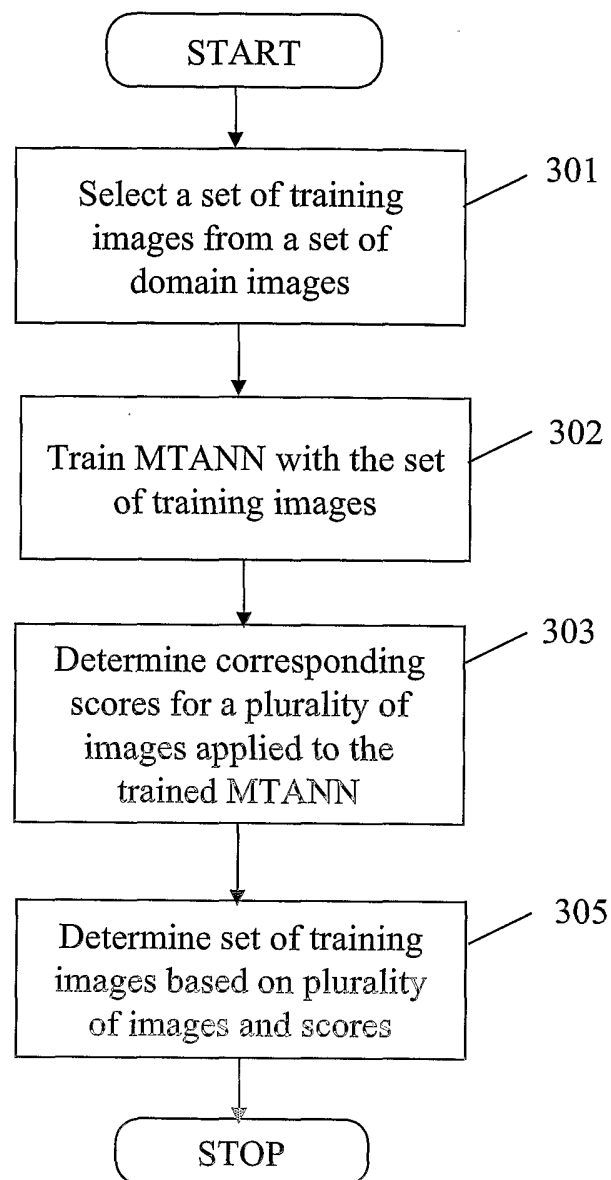 START
301
Select a set of training
images from a set of
domain images
302
Train MTANN with the set
of training images
303
Determine corresponding
scores for a plurality of
images applied to the
trained MTANN
305
Determine set of training
images based on plurality
of images and scores
STOP